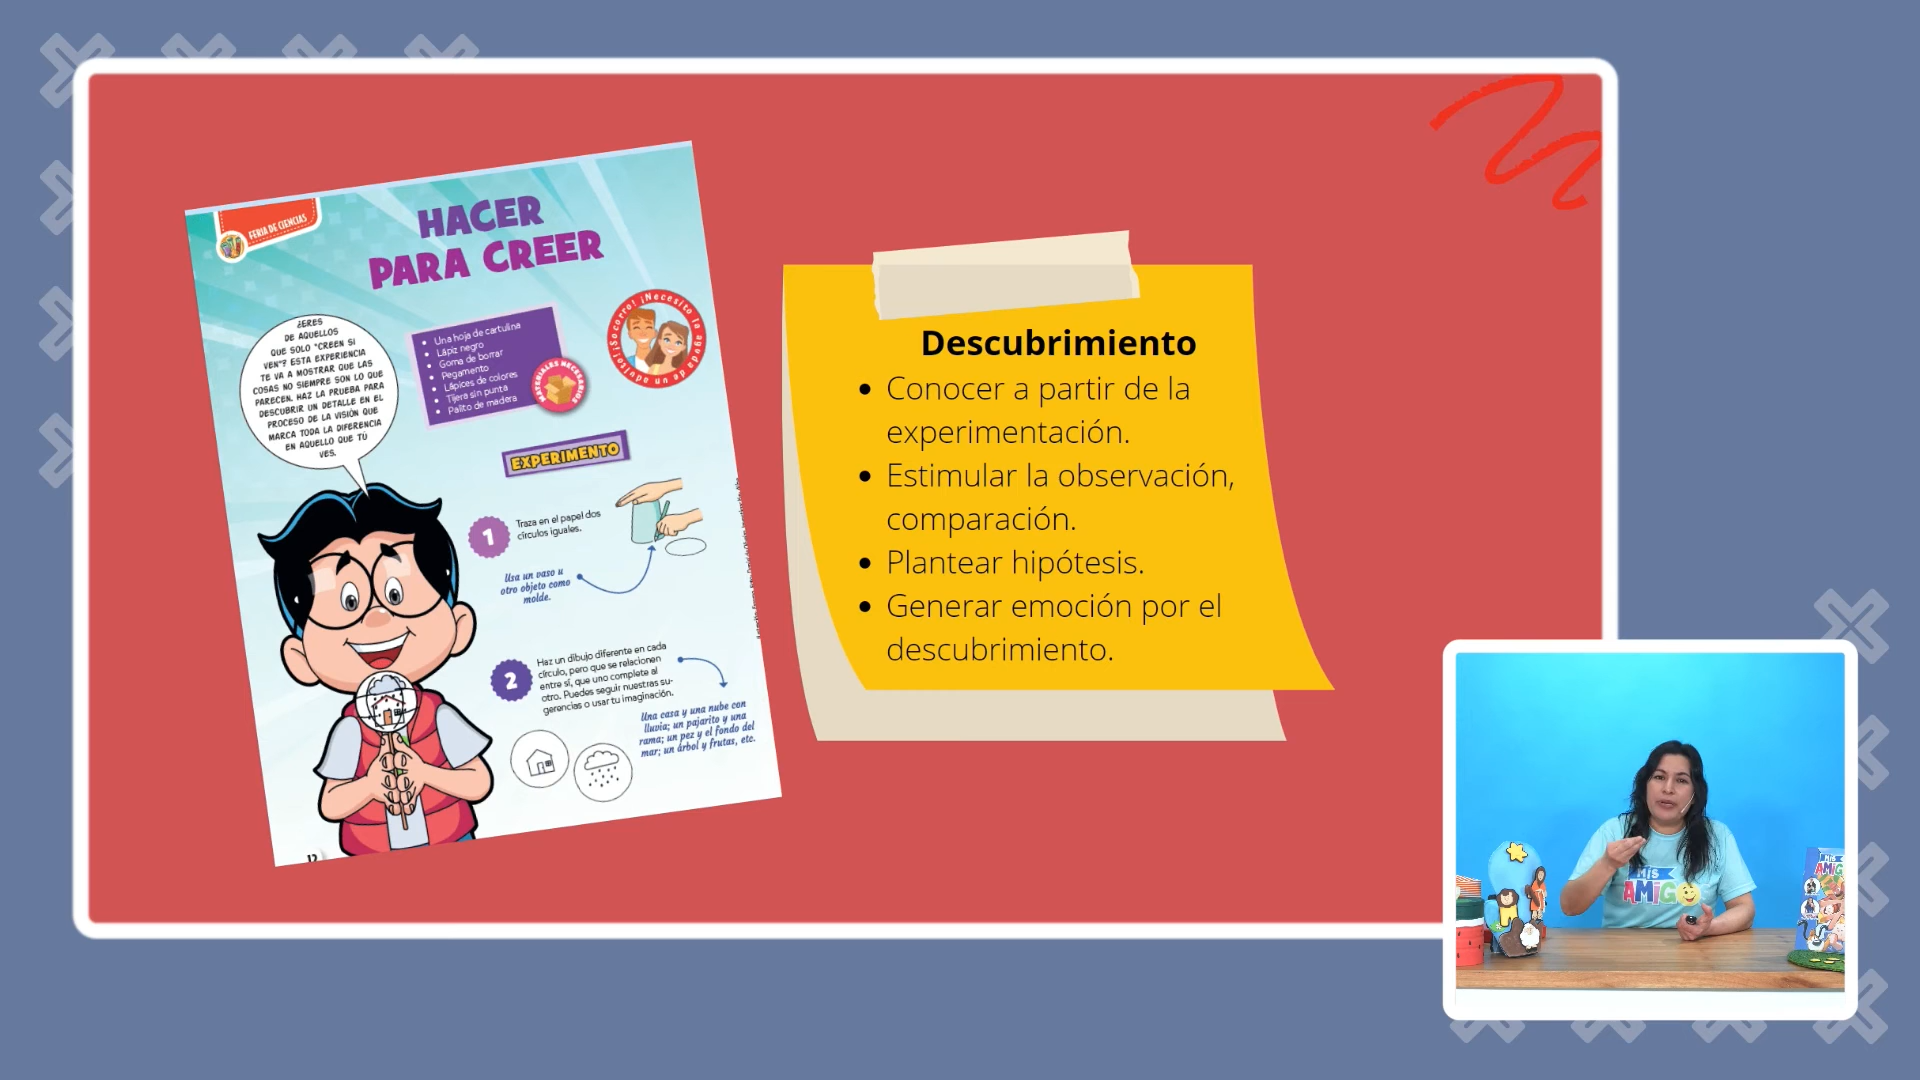 FERIA DE CIENCIAS
HACER
PARA CREER
¿ERES
DE AQUELLOS
QUE SOLO "CREEN SI
VEN"? ESTA EXPERIENCIA
TE VA A MOSTRAR QUE LAS
COSAS NO SIEMPRE SON LO QUE
PARECEN. HAZ LA PRUEBA PARA
DESCUBRIR UN DETALLE EN EL
PROCESO DE LA VISIÓN QUE
MARCA TODA LA DIFERENCIA
EN AQUELLO QUE TÚ
VES.
• Una hoja de cartulina
• Lápiz negro
• Goma de borrar
• Pegamento
• Lápices de colores
• Tijera sin punta
• Palito de madera
MATERIALES NECESARIOS
¡Socorro! ¡Necesito la ayuda de un adulto!
EXPERIMENTO
1
Traza en el papel dos
círculos iguales.
Usa un vaso u
otro objeto como
molde.
2
Haz un dibujo diferente en cada
círculo, pero que se relacionen
entre sí, que uno complete al
otro. Puedes seguir nuestras su-
gerencias o usar tu imaginación.
Una casa y una nube con
lluvia; un pajarito y una
rama; un pez y el fondo del
mar; un árbol y frutas, etc.
12
Descubrimiento
• Conocer a partir de la
experimentación.
• Estimular la observación,
comparación.
• Plantear hipótesis.
• Generar emoción por el
descubrimiento.
MiS
AMiG
MiS
AMiG